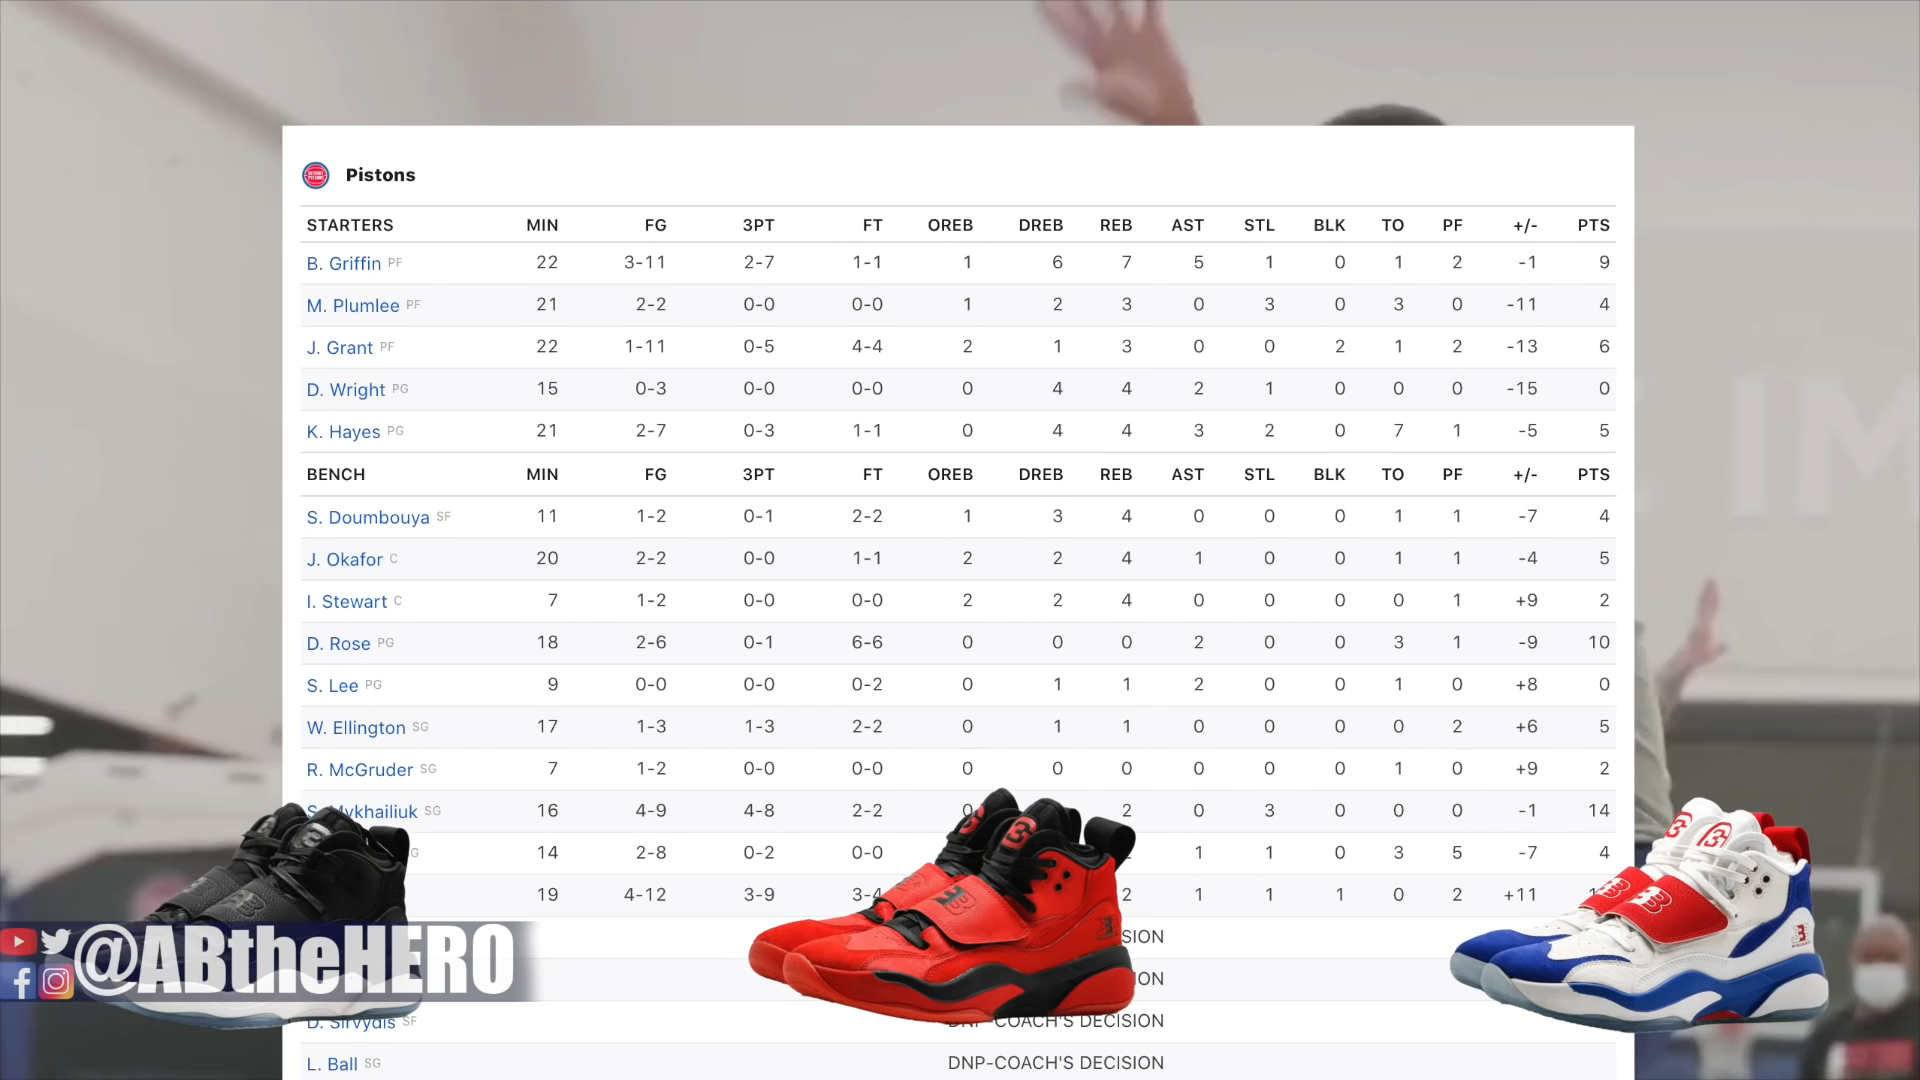 Pistons
STARTERS MIN FG 3PT FT OREB DREB REB AST STL BLK TO PF +/- PTS
B. Griffin PF 22 3-11 2-7 1-1 1 6 7 5 1 0 1 2 -1 9
M. Plumlee PF 21 2-2 0-0 0-0 1 2 3 0 3 0 3 0 -11 4
J. Grant PF 22 1-11 0-5 4-4 2 1 3 0 0 2 1 2 -13 6
D. Wright PG 15 0-3 0-0 0-0 0 4 4 2 1 0 0 0 -15 0
K. Hayes PG 21 2-7 0-3 1-1 0 4 4 3 2 0 7 1 -5 5
BENCH MIN FG 3PT FT OREB DREB REB AST STL BLK TO PF +/- PTS
S. Doumbouya SF 11 1-2 0-1 2-2 1 3 4 0 0 0 1 1 -7 4
J. Okafor C 20 2-2 0-0 1-1 2 2 4 1 0 0 1 1 -4 5
I. Stewart C 7 1-2 0-0 0-0 2 2 4 0 0 0 0 1 +9 2
D. Rose PG 18 2-6 0-1 6-6 0 0 0 2 0 0 3 1 -9 10
S. Lee PG 9 0-0 0-0 0-2 0 1 1 2 0 0 1 0 +8 0
W. Ellington SG 17 1-3 1-3 2-2 0 1 1 0 0 0 0 2 +6 5
R. McGruder SG 7 1-2 0-0 0-0 0 0 0 0 0 0 1 0 +9 2
S. Mykhailiuk SG 16 4-9 4-8 2-2 0 2 0 3 0 0 0 -1 14
14 2-8 0-2 0-0 1 1 0 3 5 -7 4
19 4-12 3-9 3-4 2 1 1 1 0 2 +11
@ABtheHERO
D. Sirvydis SF DNP-COACH'S DECISION
L. Ball SG DNP-COACH'S DECISION